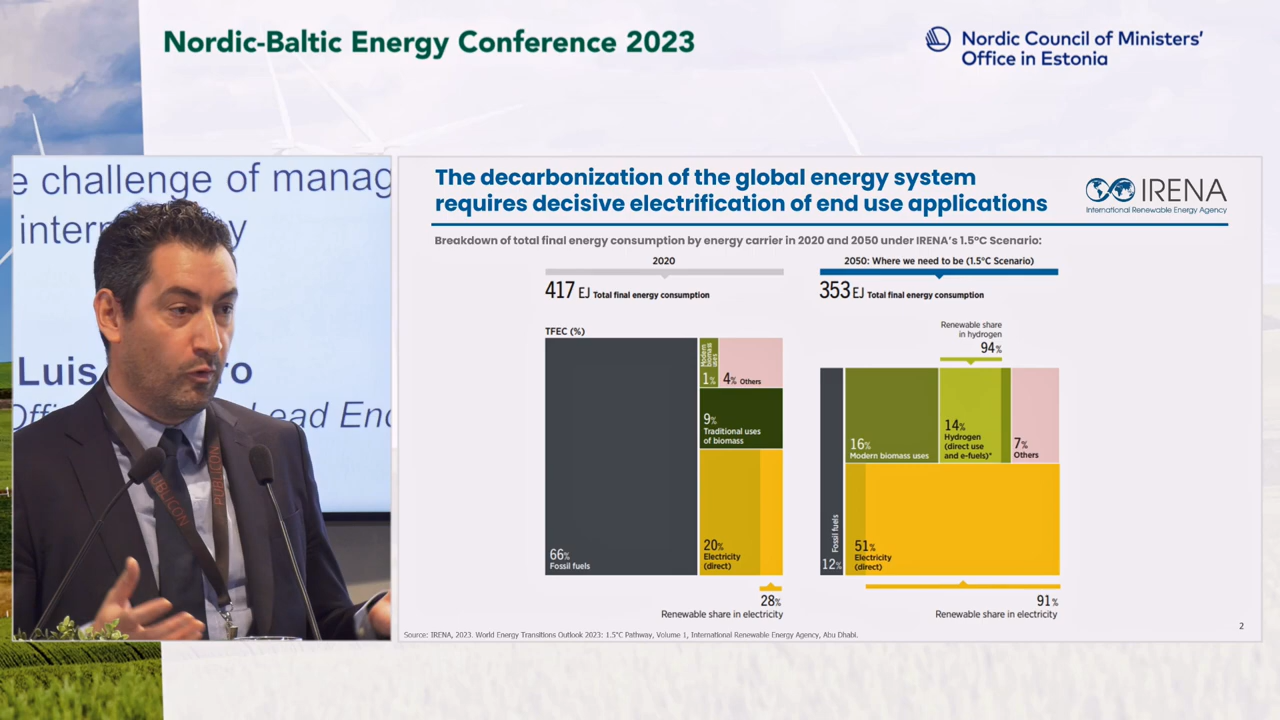 Nordic-Baltic Energy Conference 2023
Nordic Council of Ministers'
Office in Estonia
challenge of
Luis
PUBLICON
The decarbonization of the global energy system
requires decisive electrification of end use applications
IRENA
International Renewable Energy Agency
Breakdown of total final energy consumption by energy carrier in 2020 and 2050 under IRENA's 1.5°C Scenario:
2020
417 EJ Total final energy consumption
TFEC (%)
66%
Fossil fuels
Modern
biomass
uses
1%
4% Others
9%
Traditional uses
of biomass
20%
Electricity
(direct)
28%
Renewable share in electricity
2050: Where we need to be (1.5°C Scenario)
353 EJ Total final energy consumption
Renewable share
in hydrogen
94%
Fossil fuels
12%
16%
Modern biomass uses
14%
Hydrogen
(direct use
and e-fuels)*
7%
Others
51%
Electricity
(direct)
91%
Renewable share in electricity
2
Source: IRENA, 2023. World Energy Transitions Outlook 2023: 1.5°C Pathway, Volume 1, International Renewable Energy Agency, Abu Dhabi.